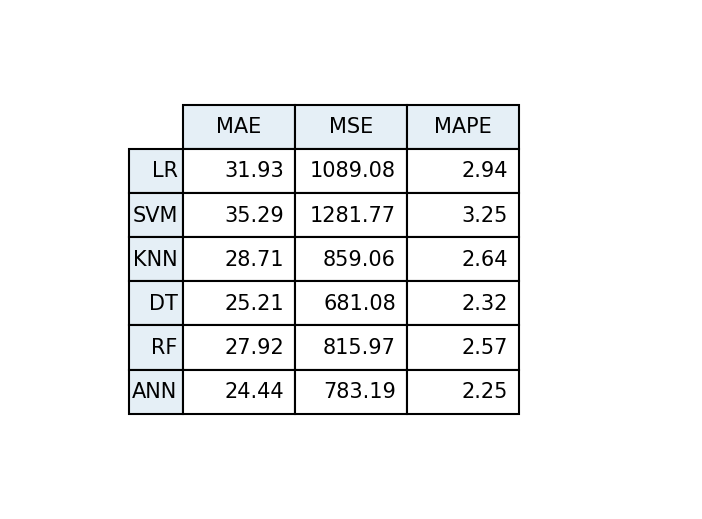 MAE MSE MAPE
LR 31.93 1089.08 2.94
SVM 35.29 1281.77 3.25
KNN 28.71 859.06 2.64
DT 25.21 681.08 2.32
RF 27.92 815.97 2.57
ANN 24.44 783.19 2.25